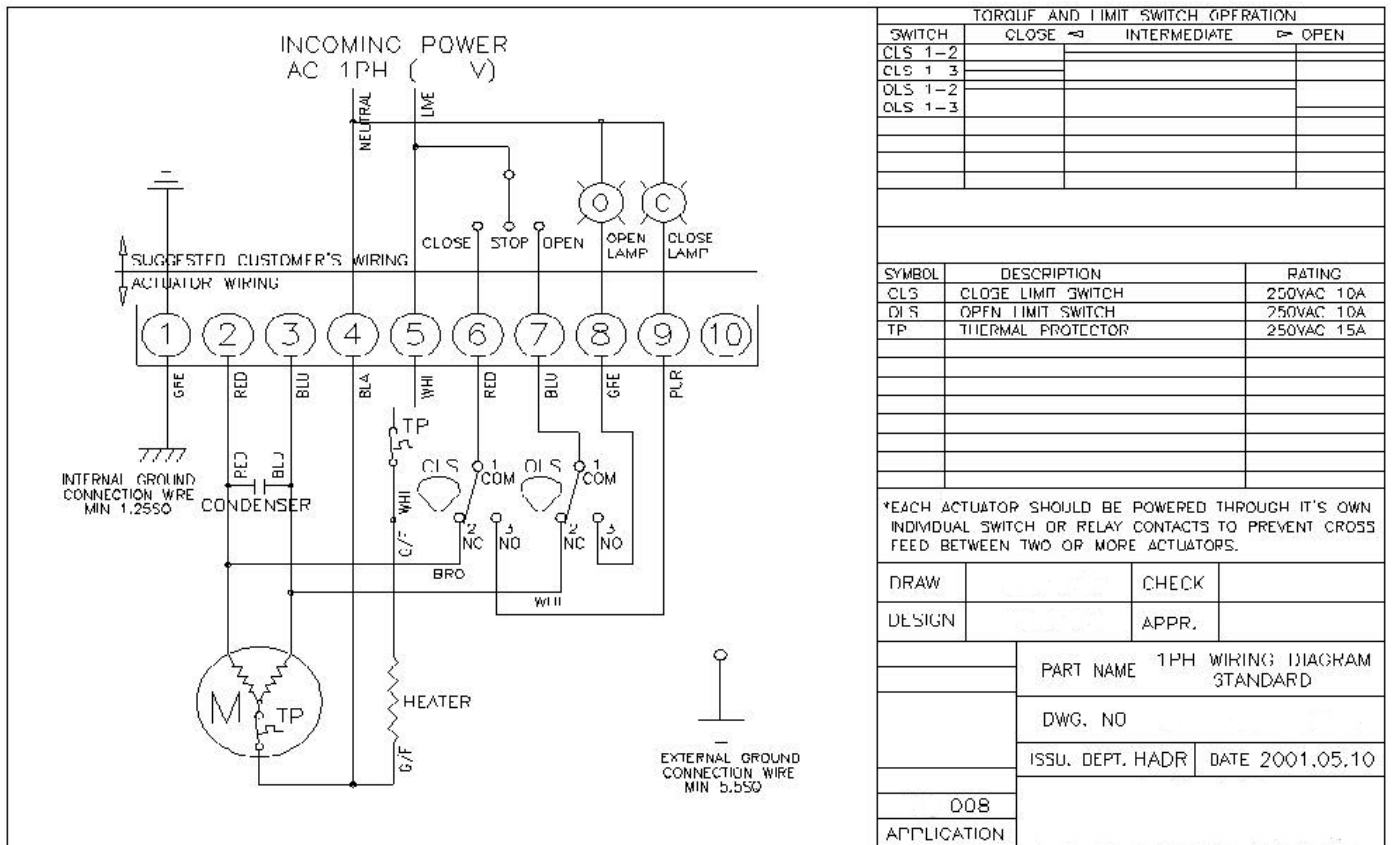 INCOMING POWER
AC 1PH ( V)
NEUTRAL
LIVE
O
C
CLOSE
STOP
OPEN
OPEN
LAMP
CLOSE
LAMP
SUGGESTED CUSTOMER'S WIRING
ACTUATOR WIRING
1 2 3 4 5 6 7 8 9 10
GRE RED BLU BLA WHI RED BLU GRE PUR
TP
CLS
1
COM
OLS
1
COM
2
NC
3
NO
2
NC
3
NO
INTERNAL GROUND
CONNECTION WIRE
MIN 1.25SQ
RED
BLU
CONDENSER
WHI
G/F
BRO
WHI
M
TP
HEATER
G/F
EXTERNAL GROUND
CONNECTION WIRE
MIN 5.5SQ
TORQUE AND LIMIT SWITCH OPERATION
SWITCH CLOSE INTERMEDIATE OPEN
CLS 1-2
CLS 1 3
OLS 1-2
OLS 1-3
SYMBOL DESCRIPTION RATING
CLS CLOSE LIMIT SWITCH 250VAC 10A
OLS OPEN LIMIT SWITCH 250VAC 10A
TP THERMAL PROTECTOR 250VAC 15A
*EACH ACTUATOR SHOULD BE POWERED THROUGH IT'S OWN
INDIVIDUAL SWITCH OR RELAY CONTACTS TO PREVENT CROSS
FEED BETWEEN TWO OR MORE ACTUATORS.
DRAW
CHECK
DESIGN
APPR.
PART NAME 1PH WIRING DIAGRAM
STANDARD
DWG. NO
ISSU. DEPT. HADR DATE 2001.05.10
008
APPLICATION